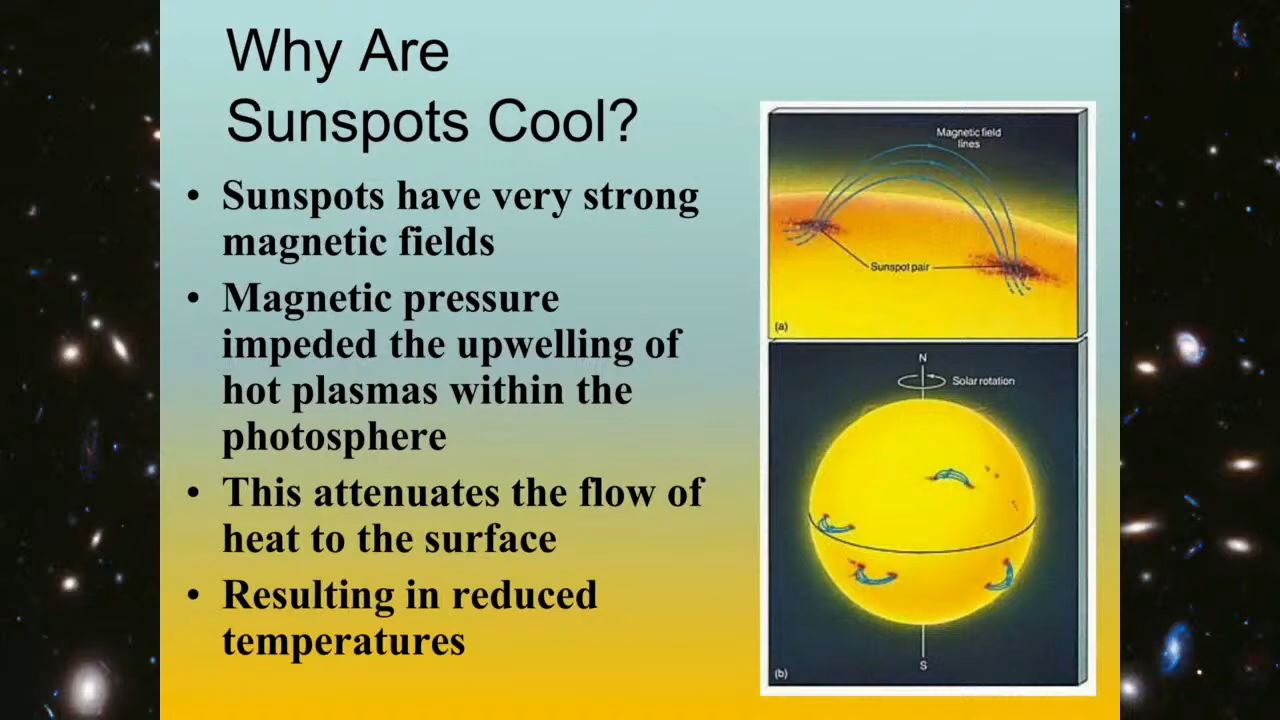 Why Are
Sunspots Cool?
• Sunspots have very strong
magnetic fields
• Magnetic pressure
impeded the upwelling of
hot plasmas within the
photosphere
• This attenuates the flow of
heat to the surface
• Resulting in reduced
temperatures
Magnetic field
lines
Sunspot pair
(a)
N
Solar rotation
S
(b)